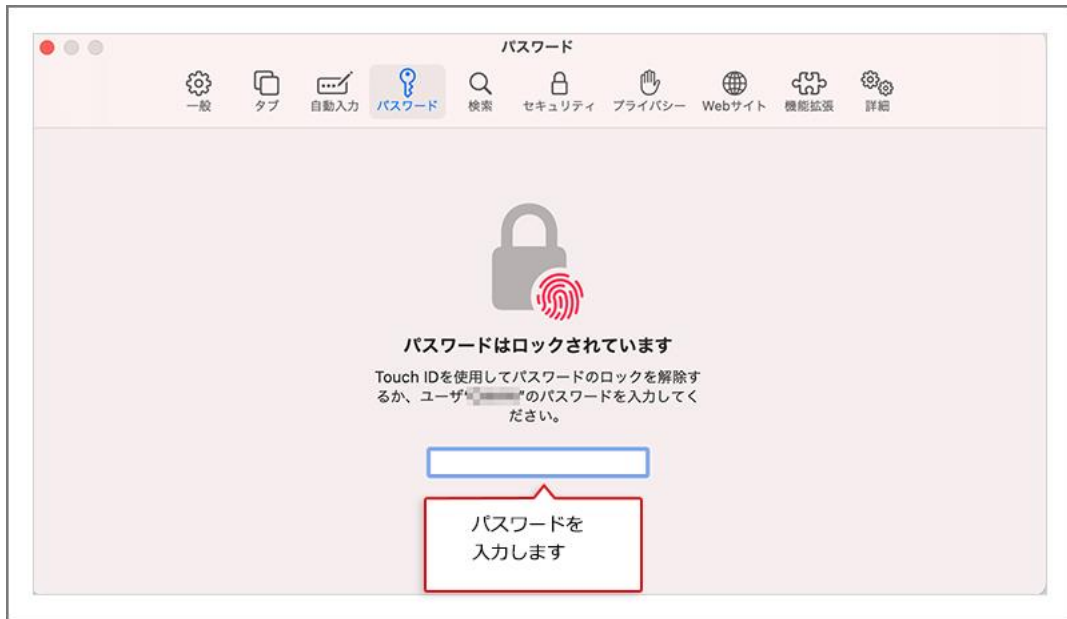 パスワード
一般
タブ
自動入力
パスワード
検索
セキュリティ
プライバシー
Webサイト
機能拡張
詳細
パスワードはロックされています
Touch IDを使用してパスワードのロックを解除す
るか、ユーザ“ ”のパスワードを入力してく
ださい。
パスワードを
入力します